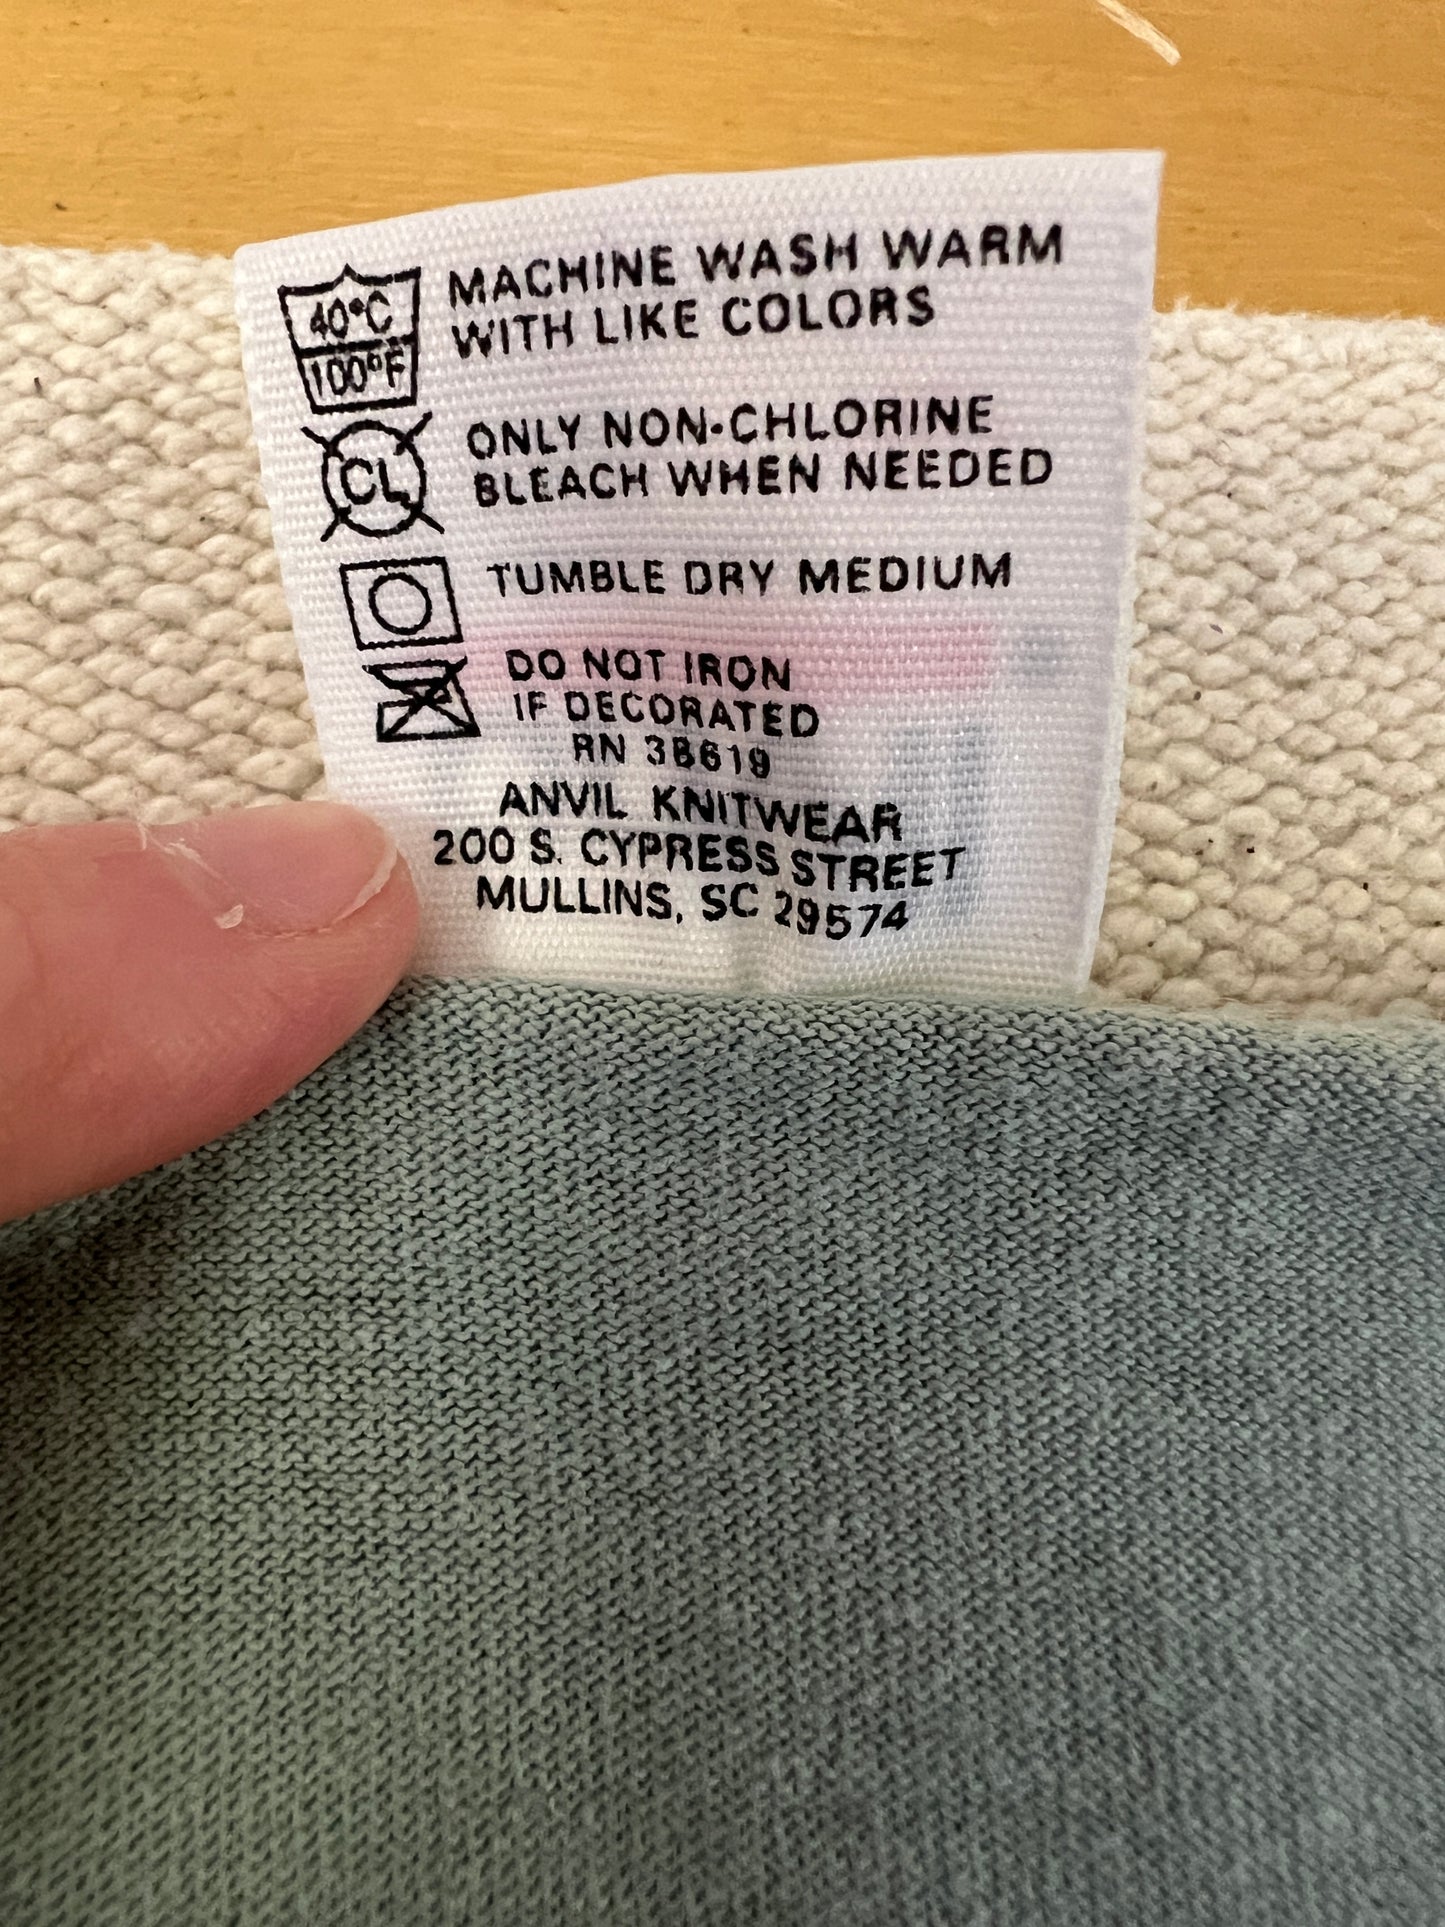 40°C
100°F
MACHINE WASH WARM
WITH LIKE COLORS
CL
ONLY NON-CHLORINE
BLEACH WHEN NEEDED
TUMBLE DRY MEDIUM
DO NOT IRON
IF DECORATED
RN 38619
ANVIL KNITWEAR
200 S. CYPRESS STREET
MULLINS, SC 29574